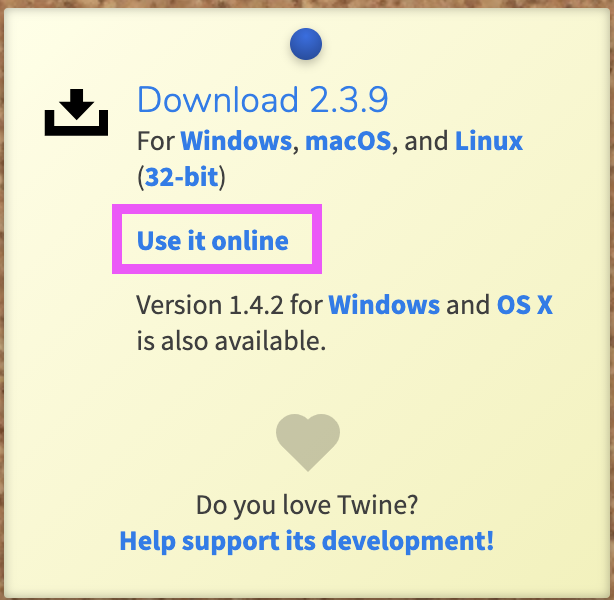 Download 2.3.9
For Windows, macOS, and Linux
(32-bit)
Use it online
Version 1.4.2 for Windows and OS X
is also available.
Do you love Twine?
Help support its development!